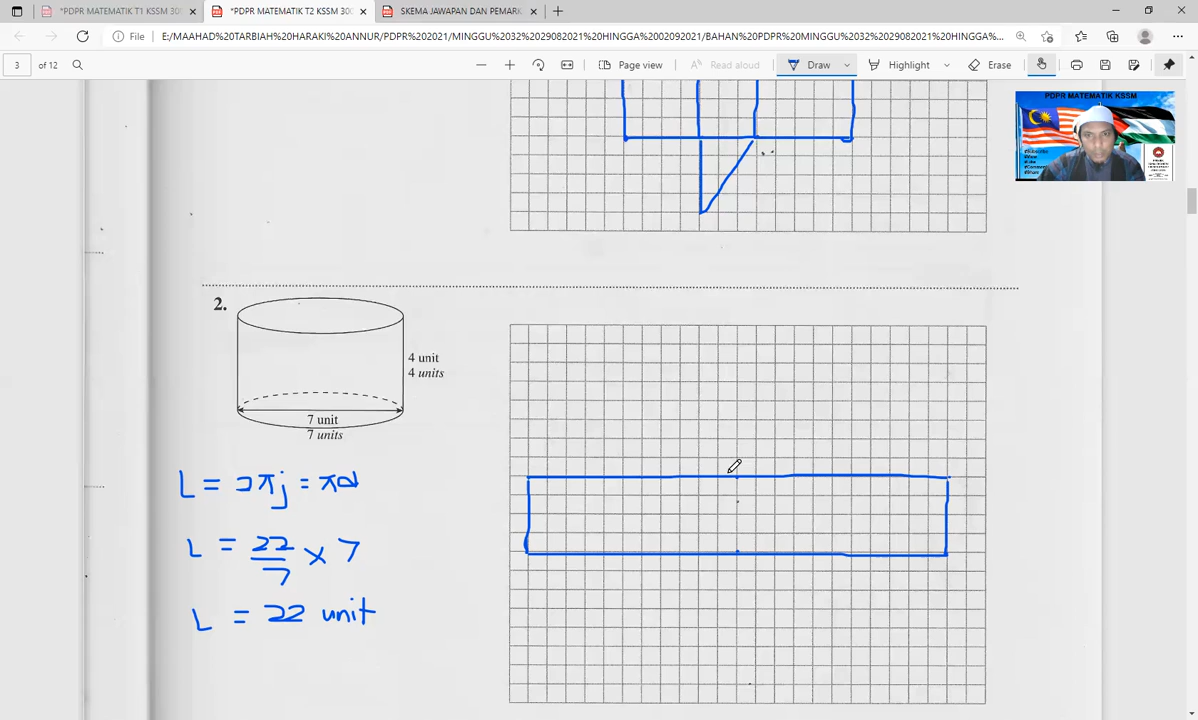 *PDPR MATEMATIK T1 KSSM 300
*PDPR MATEMATIK T2 KSSM 300
SKEMA JAWAPAN DAN PEMARK
File
E:/MAAHAD%20TARBIAH%20HARAKI%20ANNUR/PDPR%202021/MINGGU%2032%2029082021%20HINGGA%2002092021/BAHAN%20PDPR%20MINGGU%2032%2029082021%20HINGGA%...
3 of 12
Page view
Read aloud
Draw
Highlight
Erase
PDPR MATEMATIK KSSM
2.
4 unit
4 units
7 unit
7 units
L = 2πj = πd
L = 22/7 × 7
L = 22 unit